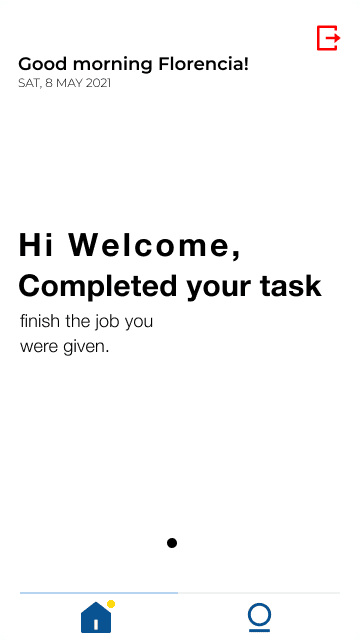 Good morning Florencia!
SAT, 8 MAY 2021
Hi Welcome,
Completed your task
finish the job you
were given.